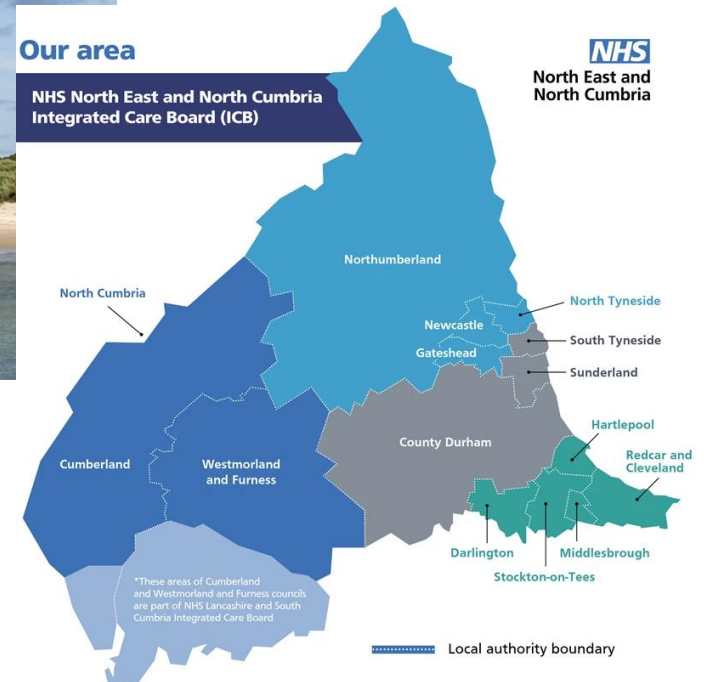 Our area
NHS
North East and
North Cumbria
NHS North East and North Cumbria
Integrated Care Board (ICB)
Northumberland
North Cumbria
North Tyneside
Newcastle
South Tyneside
Gateshead
Sunderland
Hartlepool
County Durham
Redcar and
Cleveland
Cumberland
Westmorland
and Furness
Darlington
Middlesbrough
Stockton-on-Tees
*These areas of Cumberland
and Westmorland and Furness councils
are part of NHS Lancashire and South
Cumbria Integrated Care Board
Local authority boundary